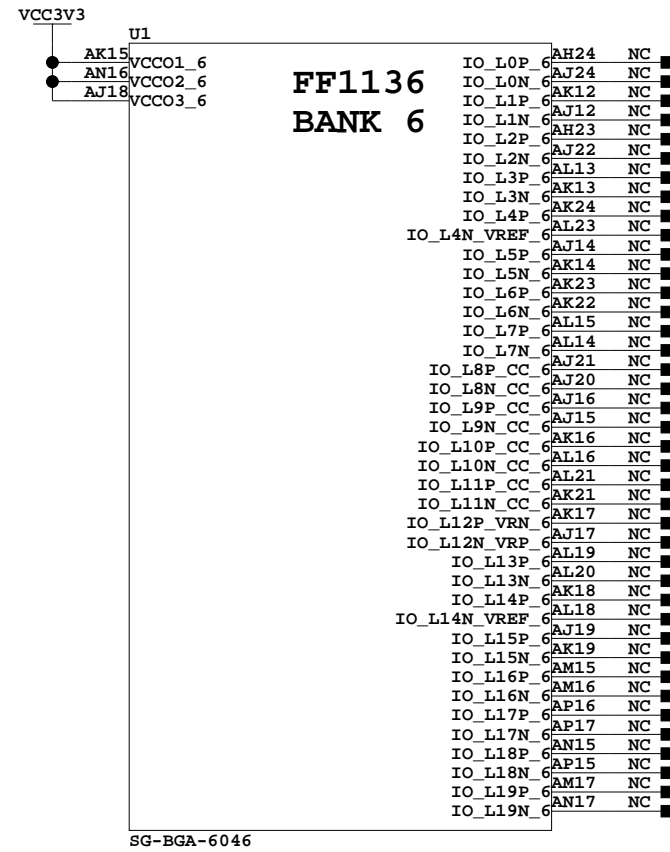 VCC3V3
U1
AK15 VCCO1_6
AN16 VCCO2_6
AJ18 VCCO3_6
FF1136
BANK 6
IO_L0P_6 AH24 NC
IO_L0N_6 AJ24 NC
IO_L1P_6 AK12 NC
IO_L1N_6 AJ12 NC
IO_L2P_6 AH23 NC
IO_L2N_6 AJ22 NC
IO_L3P_6 AL13 NC
IO_L3N_6 AK13 NC
IO_L4P_6 AK24 NC
IO_L4N_VREF_6 AL23 NC
IO_L5P_6 AJ14 NC
IO_L5N_6 AK14 NC
IO_L6P_6 AK23 NC
IO_L6N_6 AK22 NC
IO_L7P_6 AL15 NC
IO_L7N_6 AL14 NC
IO_L8P_CC_6 AJ21 NC
IO_L8N_CC_6 AJ20 NC
IO_L9P_CC_6 AJ16 NC
IO_L9N_CC_6 AJ15 NC
IO_L10P_CC_6 AK16 NC
IO_L10N_CC_6 AL16 NC
IO_L11P_CC_6 AL21 NC
IO_L11N_CC_6 AK21 NC
IO_L12P_VRN_6 AK17 NC
IO_L12N_VRP_6 AJ17 NC
IO_L13P_6 AL19 NC
IO_L13N_6 AL20 NC
IO_L14P_6 AK18 NC
IO_L14N_VREF_6 AL18 NC
IO_L15P_6 AJ19 NC
IO_L15N_6 AK19 NC
IO_L16P_6 AM15 NC
IO_L16N_6 AM16 NC
IO_L17P_6 AP16 NC
IO_L17N_6 AP17 NC
IO_L18P_6 AN15 NC
IO_L18N_6 AP15 NC
IO_L19P_6 AM17 NC
IO_L19N_6 AN17 NC
SG-BGA-6046